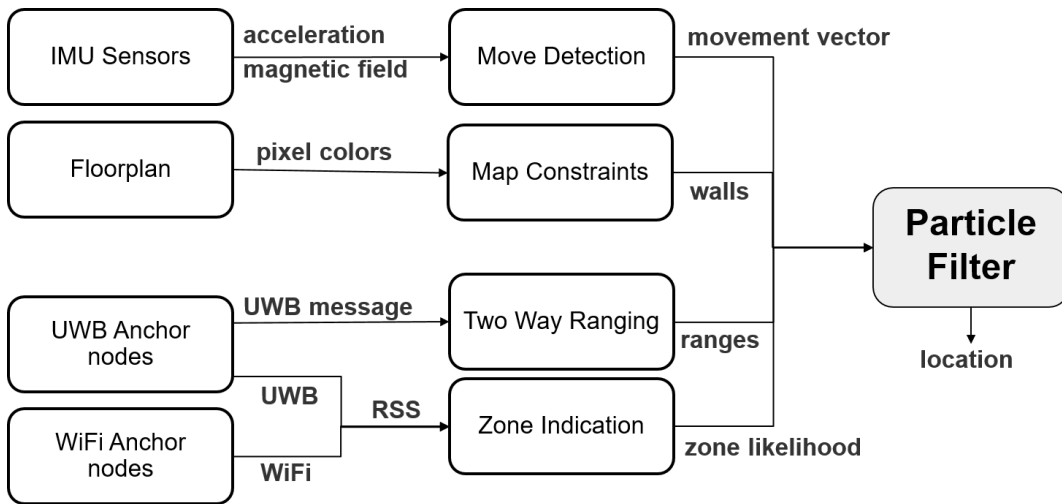 IMU Sensors
acceleration
magnetic field
Move Detection
movement vector
Floorplan
pixel colors
Map Constraints
walls
Particle
Filter
location
UWB Anchor
nodes
UWB message
Two Way Ranging
ranges
UWB
WiFi Anchor
nodes
WiFi
RSS
Zone Indication
zone likelihood